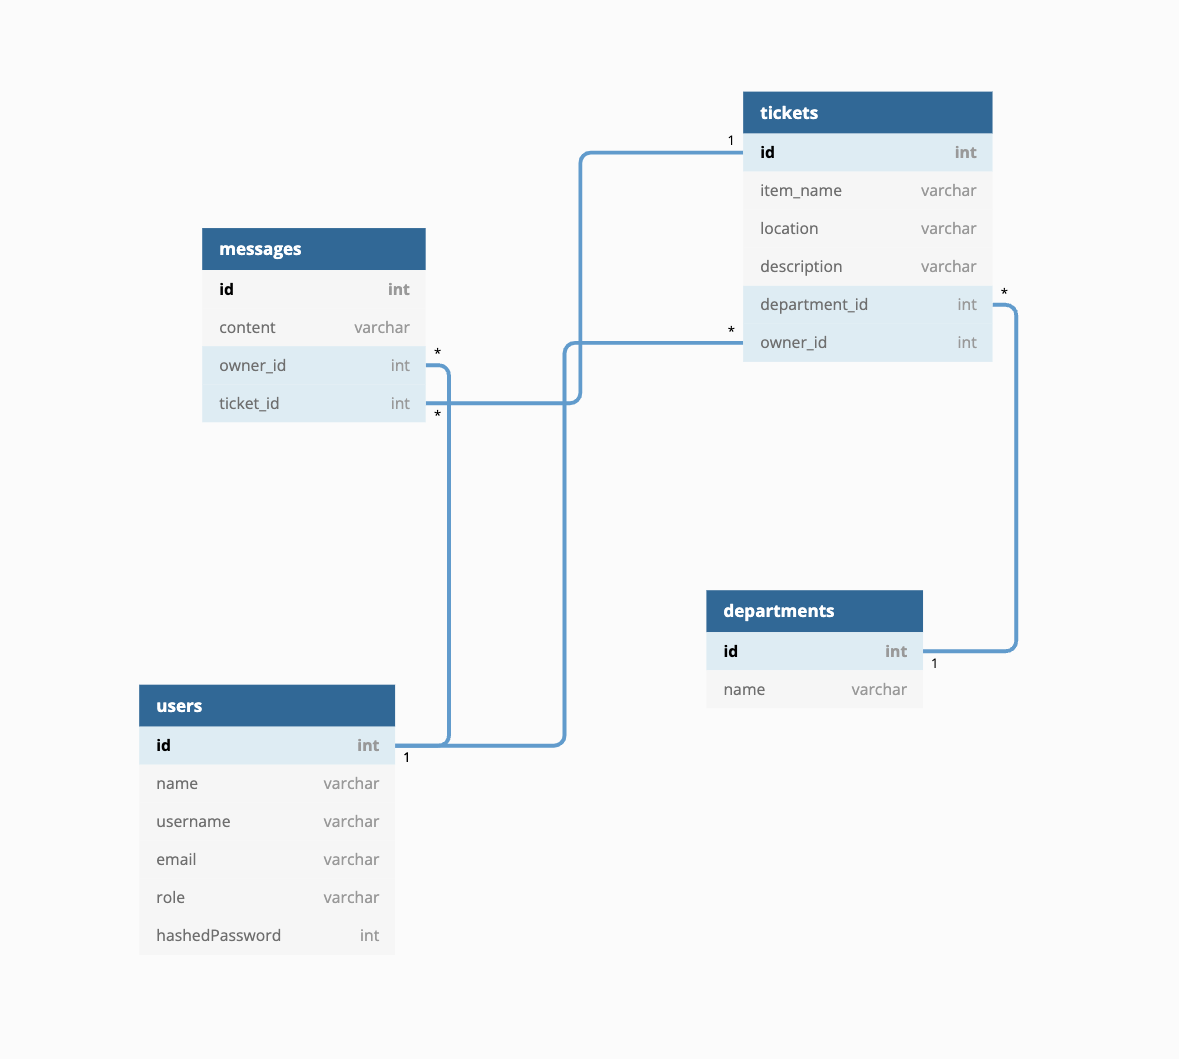 tickets
1
id int
item_name varchar
location varchar
description varchar
department_id int *
* owner_id int
messages
id int
content varchar
owner_id int *
ticket_id int *
departments
id int 1
name varchar
users
id int 1
name varchar
username varchar
email varchar
role varchar
hashedPassword int